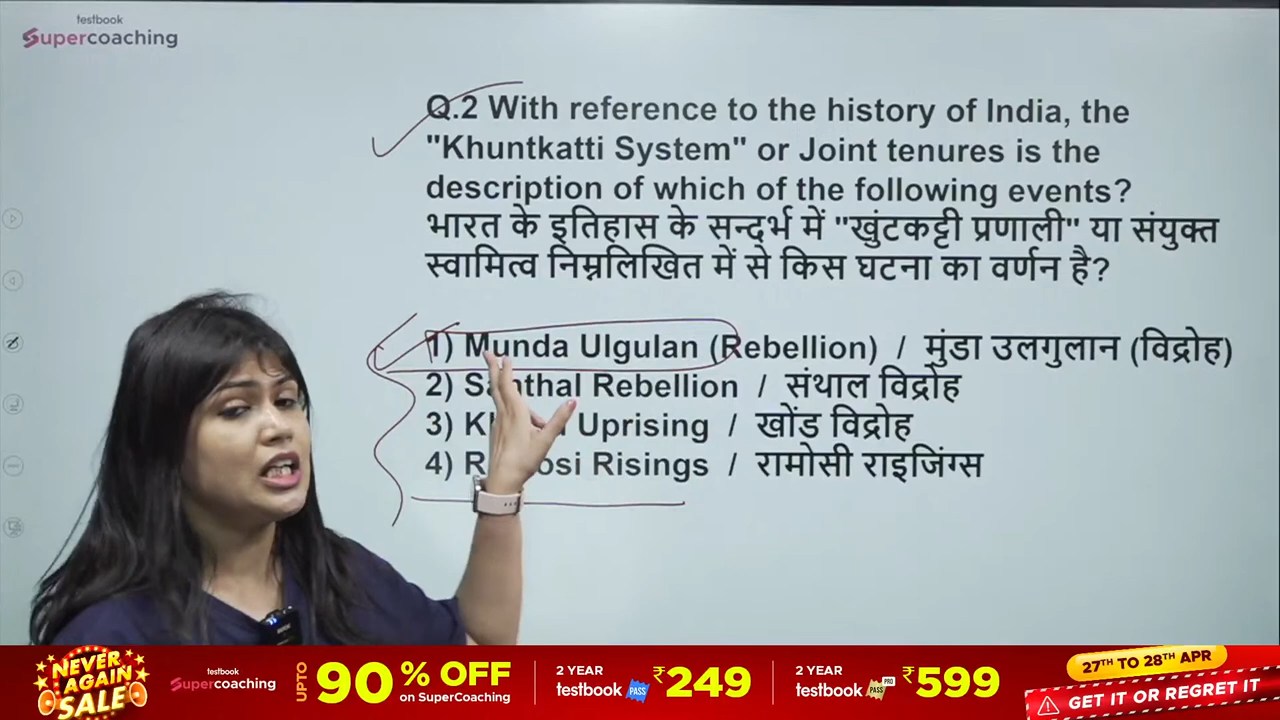 testbook
Supercoaching
Q.2 With reference to the history of India, the
"Khuntkatti System" or Joint tenures is the
description of which of the following events?
भारत के इतिहास के सन्दर्भ में "खुंटकट्टी प्रणाली" या संयुक्त
स्वामित्व निम्नलिखित में से किस घटना का वर्णन है?
1) Munda Ulgulan (Rebellion) / मुंडा उलगुलान (विद्रोह)
2) Santhal Rebellion / संथाल विद्रोह
3) Uprising / खोंड विद्रोह
4) Risings / रामोसी राइजिंग्स
NEVER
AGAIN
SALE
testbook
Supercoaching
UPTO
90% OFF
on SuperCoaching
2 YEAR
testbook PASS
₹249
2 YEAR
testbook PASS PRO
₹599
27TH TO 28TH APR
GET IT OR REGRET IT